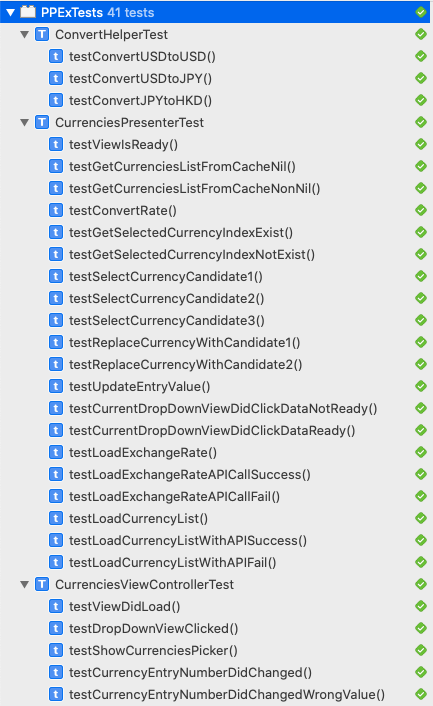 PPExTests 41 tests
T ConvertHelperTest
t testConvertUSDtoUSD()
t testConvertUSDtoJPY()
t testConvertJPYtoHKD()
T CurrenciesPresenterTest
t testViewIsReady()
t testGetCurrenciesListFromCacheNil()
t testGetCurrenciesListFromCacheNonNil()
t testConvertRate()
t testGetSelectedCurrencyIndexExist()
t testGetSelectedCurrencyIndexNotExist()
t testSelectCurrencyCandidate1()
t testSelectCurrencyCandidate2()
t testSelectCurrencyCandidate3()
t testReplaceCurrencyWithCandidate1()
t testReplaceCurrencyWithCandidate2()
t testUpdateEntryValue()
t testCurrentDropDownViewDidClickDataNotReady()
t testCurrentDropDownViewDidClickDataReady()
t testLoadExchangeRate()
t testLoadExchangeRateAPICallSuccess()
t testLoadExchangeRateAPICallFail()
t testLoadCurrencyList()
t testLoadCurrencyListWithAPISuccess()
t testLoadCurrencyListWithAPIFail()
T CurrenciesViewControllerTest
t testViewDidLoad()
t testDropDownViewClicked()
t testShowCurrenciesPicker()
t testCurrencyEntryNumberDidChanged()
t testCurrencyEntryNumberDidChangedWrongValue()